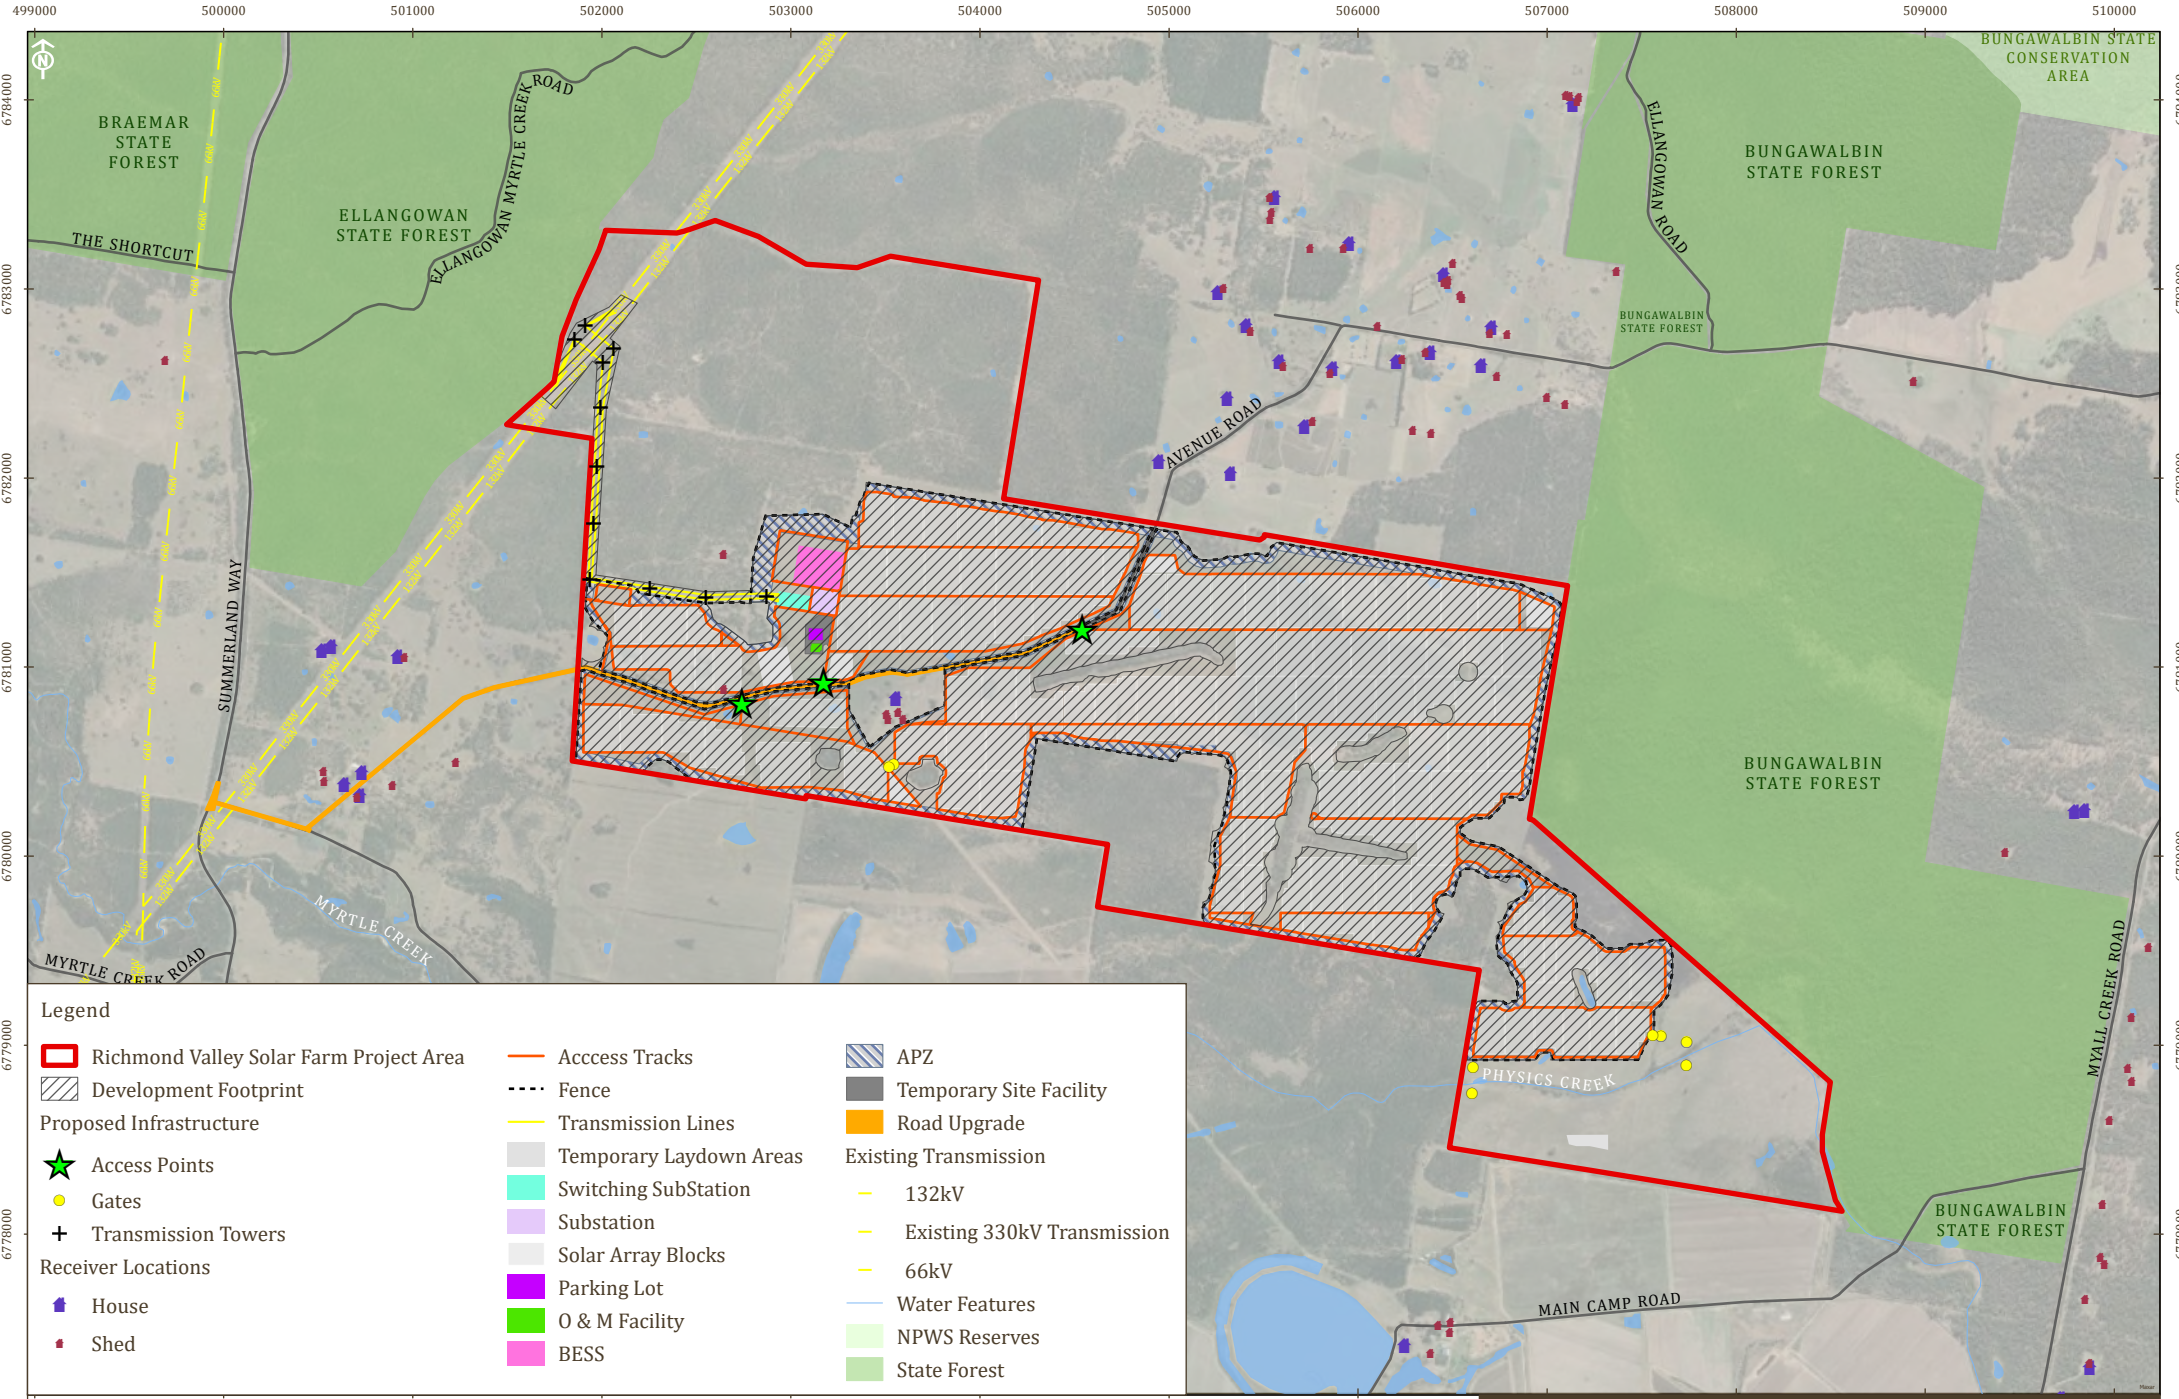 499000 500000 501000 502000 503000 504000 505000 506000 507000 508000 509000 510000
6784000
6783000
6782000
6781000
6780000
6779000
6778000
N
BUNGAWALBIN STATE
CONSERVATION
AREA
BRAEMAR
STATE
FOREST
ELLANGOWAN MYRTLE CREEK ROAD
ELLANGOWAN
STATE FOREST
THE SHORTCUT
BUNGAWALBIN
STATE FOREST
ELLANGOWAN ROAD
BUNGAWALBIN
STATE FOREST
AVENUE ROAD
SUMMERLAND WAY
66kV
330kV
132kV
BUNGAWALBIN
STATE FOREST
MYRTLE CREEK
MYRTLE CREEK ROAD
PHYSICS CREEK
MYALL CREEK ROAD
BUNGAWALBIN
STATE FOREST
MAIN CAMP ROAD
Legend
Richmond Valley Solar Farm Project Area
Development Footprint
Proposed Infrastructure
Access Points
Gates
Transmission Towers
Receiver Locations
House
Shed
Acccess Tracks
Fence
Transmission Lines
Temporary Laydown Areas
Switching SubStation
Substation
Solar Array Blocks
Parking Lot
O & M Facility
BESS
APZ
Temporary Site Facility
Road Upgrade
Existing Transmission
132kV
Existing 330kV Transmission
66kV
Water Features
NPWS Reserves
State Forest